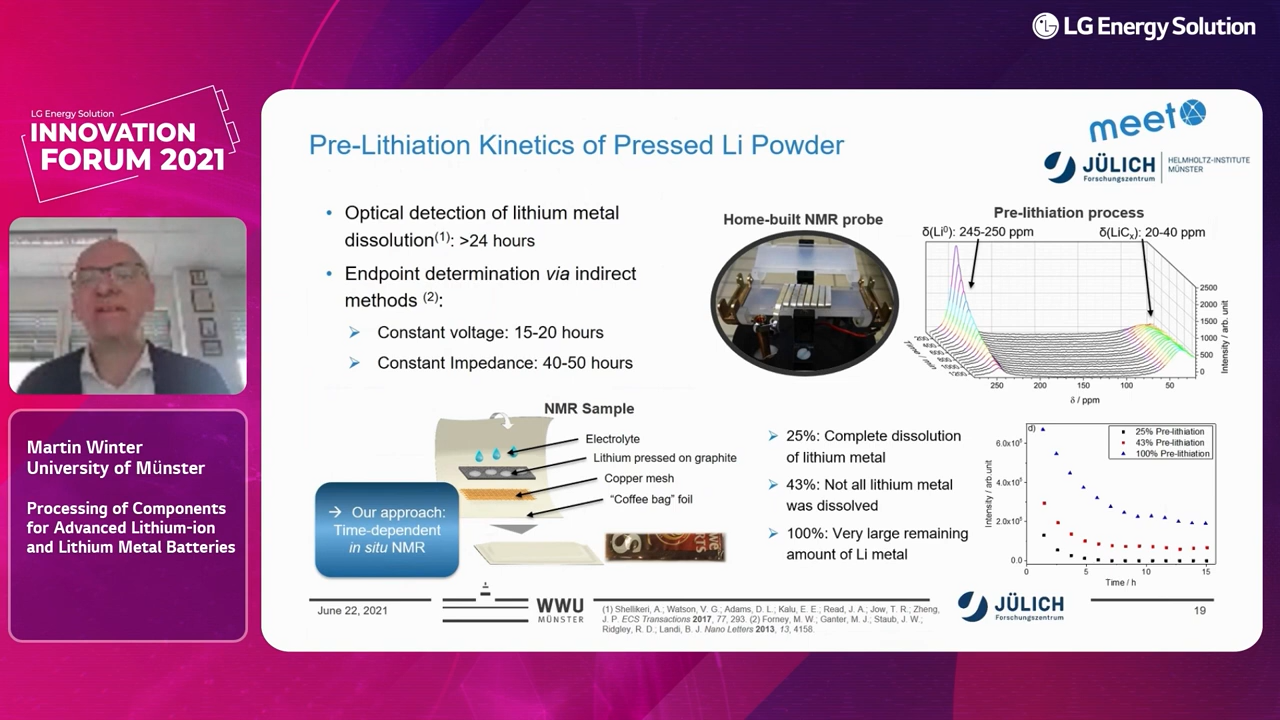 LG Energy Solution
LG Energy Solution
INNOVATION
FORUM 2021
Martin Winter
University of Münster
Processing of Components
for Advanced Lithium-ion
and Lithium Metal Batteries
Pre-Lithiation Kinetics of Pressed Li Powder
meet
JÜLICH
Forschungszentrum
HELMHOLTZ-INSTITUTE
MÜNSTER
• Optical detection of lithium metal
dissolution(1): >24 hours
• Endpoint determination via indirect
methods (2):
Constant voltage: 15-20 hours
Constant Impedance: 40-50 hours
Home-built NMR probe
Pre-lithiation process
δ(Li⁰): 245-250 ppm
δ(LiCx): 20-40 ppm
2500
2000
1500
1000
500
0
Intensity / arb. unit
Time / min
250
200
150
100
50
δ / ppm
NMR Sample
Electrolyte
Lithium pressed on graphite
Copper mesh
"Coffee bag" foil
→ Our approach:
Time-dependent
in situ NMR
25%: Complete dissolution
of lithium metal
43%: Not all lithium metal
was dissolved
100%: Very large remaining
amount of Li metal
d)
25% Pre-lithiation
43% Pre-lithiation
100% Pre-lithiation
Intensity / arb.unit
0.0
0
5
10
15
Time / h
June 22, 2021
WWU
MÜNSTER
(1) Shellikeri, A.; Watson, V. G.; Adams, D. L.; Kalu, E. E.; Read, J. A.; Jow, T. R.; Zheng,
J. P. ECS Transactions 2017, 77, 293. (2) Forney, M. W.; Ganter, M. J.; Staub, J. W.;
Ridgley, R. D.; Landi, B. J. Nano Letters 2013, 13, 4158.
JÜLICH
Forschungszentrum
19